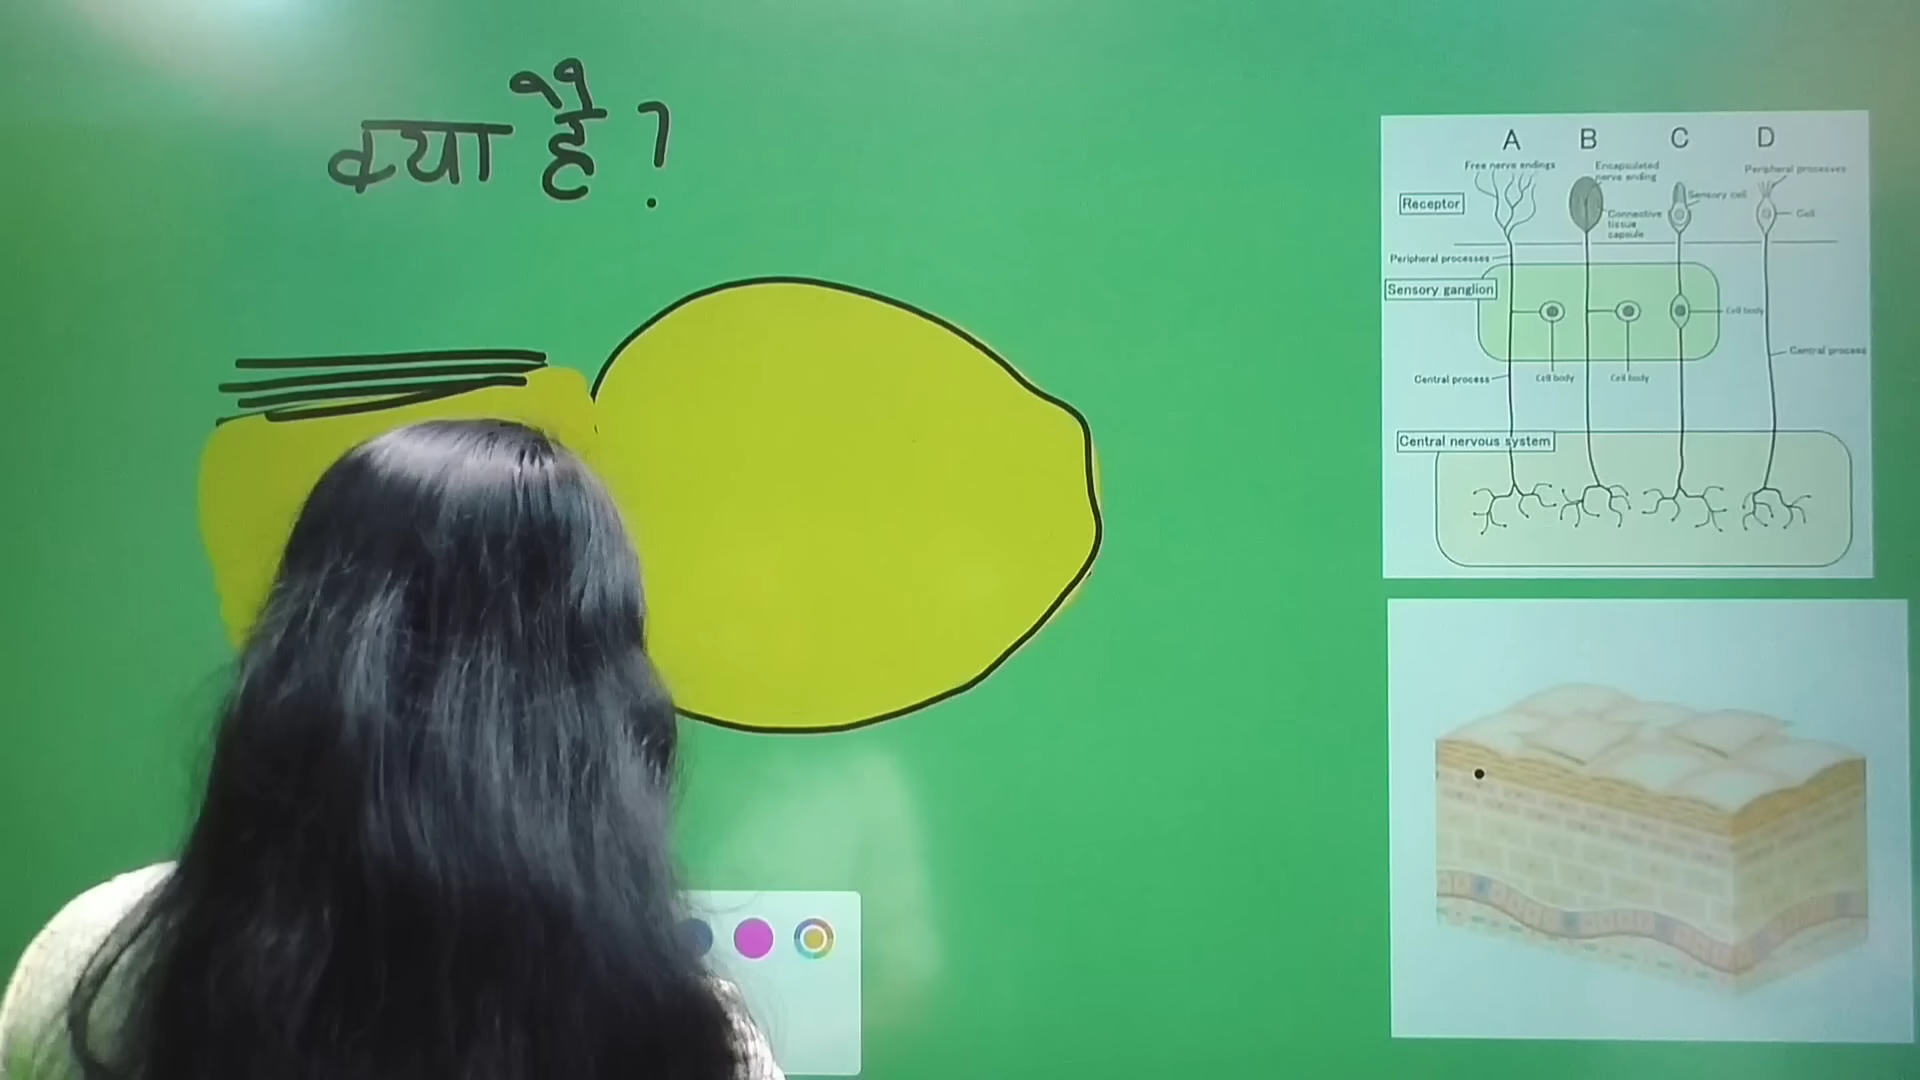 क्या है ?
A B C D
Free nerve endings
Encapsulated nerve ending
Peripheral processes
Receptor
Sensory cell
Cell
Connective tissue capsule
Peripheral processes
Sensory ganglion
Cell body
Central process
Central process
Cell body
Cell body
Central nervous system